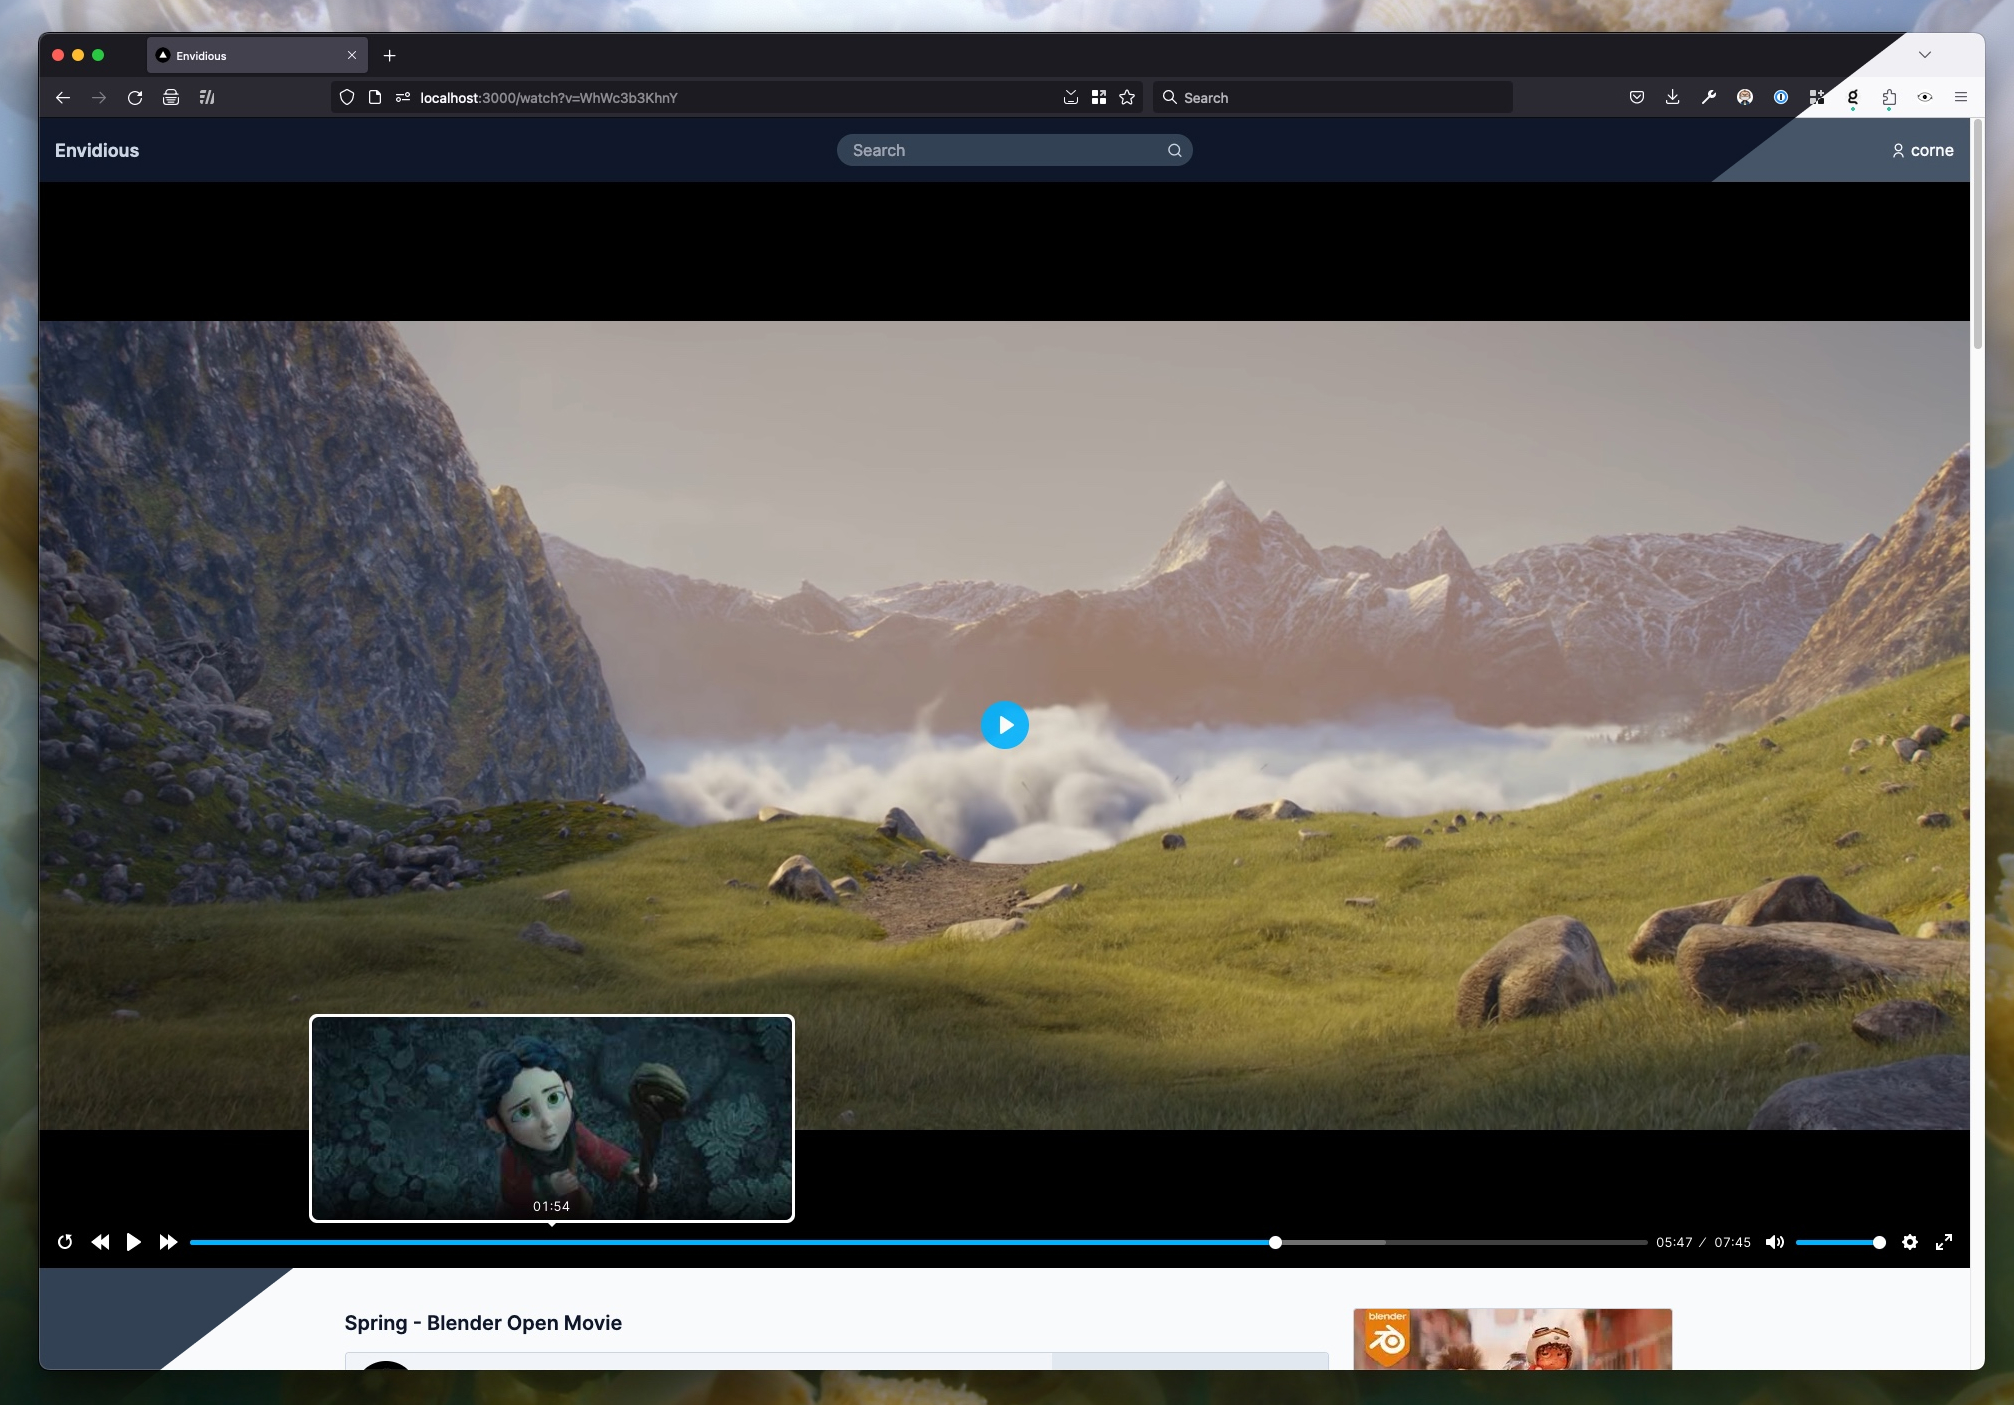 Envidious
localhost:3000/watch?v=WhWc3b3KhnY
Search
Envidious
Search
corne
01:54
05:47 / 07:45
Spring - Blender Open Movie
blender